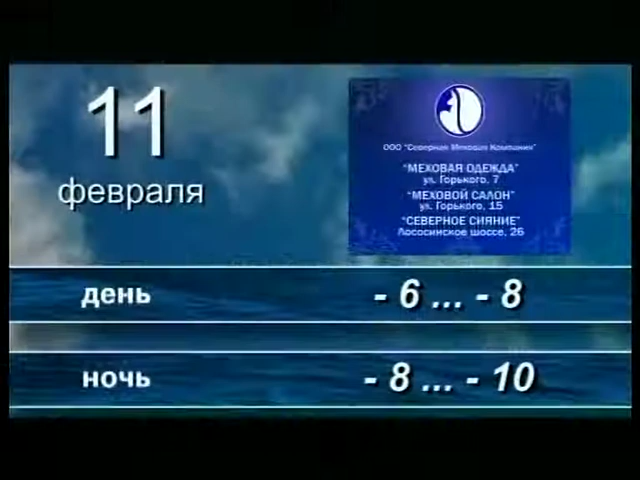 11
февраля
ООО "Северная Меховая Компания"
"МЕХОВАЯ ОДЕЖДА"
ул. Горького, 7
"МЕХОВОЙ САЛОН"
ул. Горького, 15
"СЕВЕРНОЕ СИЯНИЕ"
Лососинское шоссе, 26
день - 6 ... - 8
ночь - 8 ... - 10